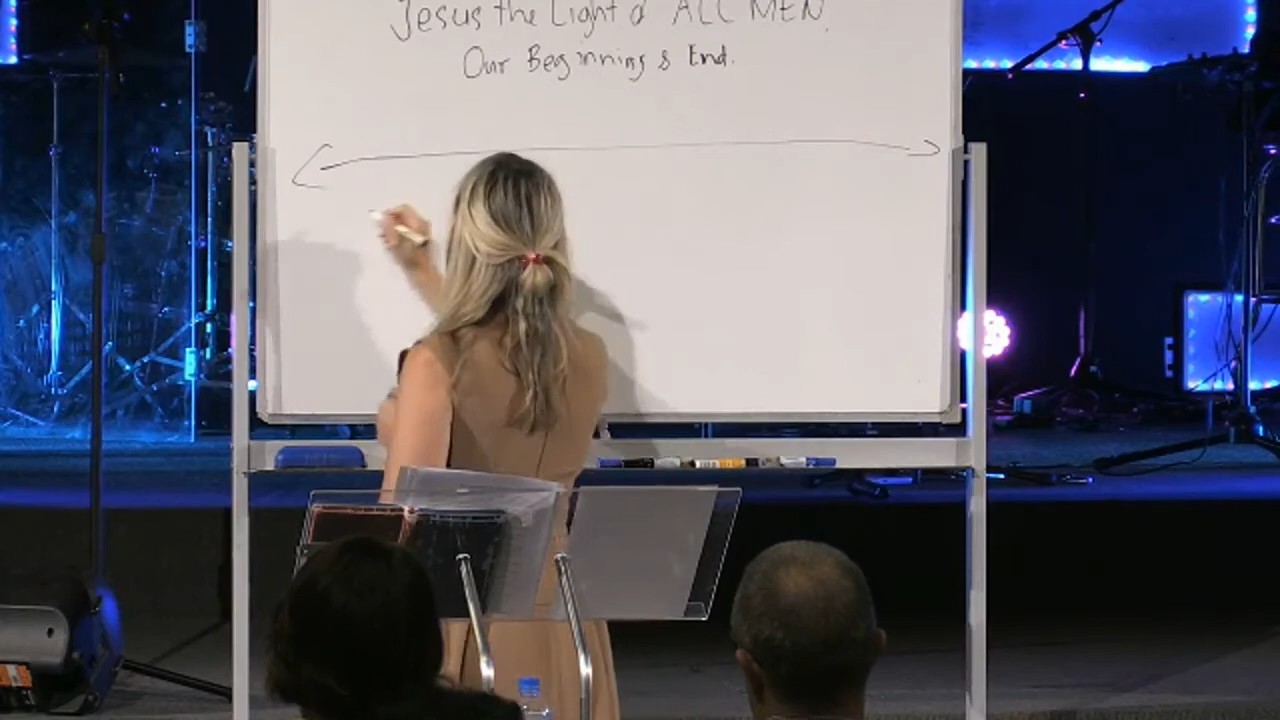 Jesus the Light of ALL MEN.
Our Beginning & End.